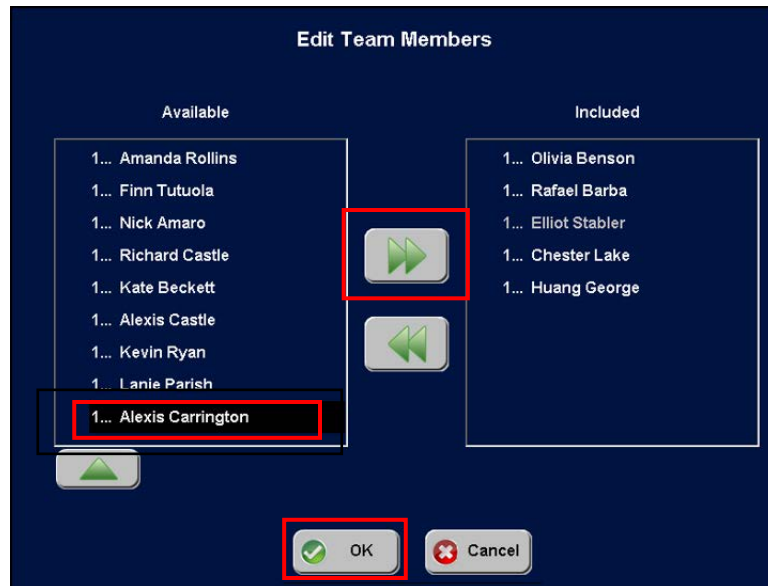 Edit Team Members
Available
1... Amanda Rollins
1... Finn Tutuola
1... Nick Amaro
1... Richard Castle
1... Kate Beckett
1... Alexis Castle
1... Kevin Ryan
1... Lanie Parish
1... Alexis Carrington
Included
1... Olivia Benson
1... Rafael Barba
1... Elliot Stabler
1... Chester Lake
1... Huang George
OK
Cancel